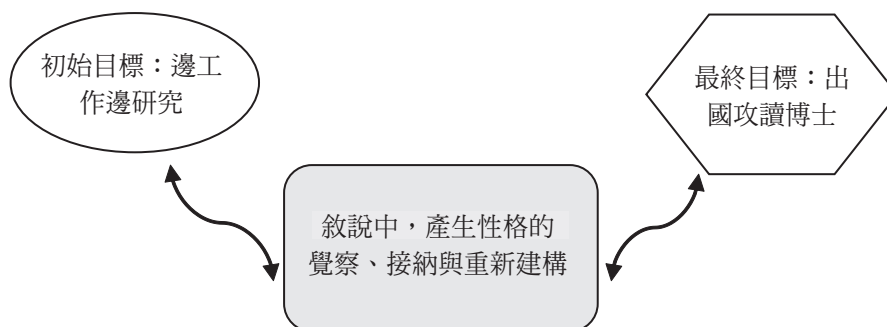 初始目標：邊工
作邊研究
最終目標：出
國攻讀博士
敘說中，產生性格的
覺察、接納與重新建構